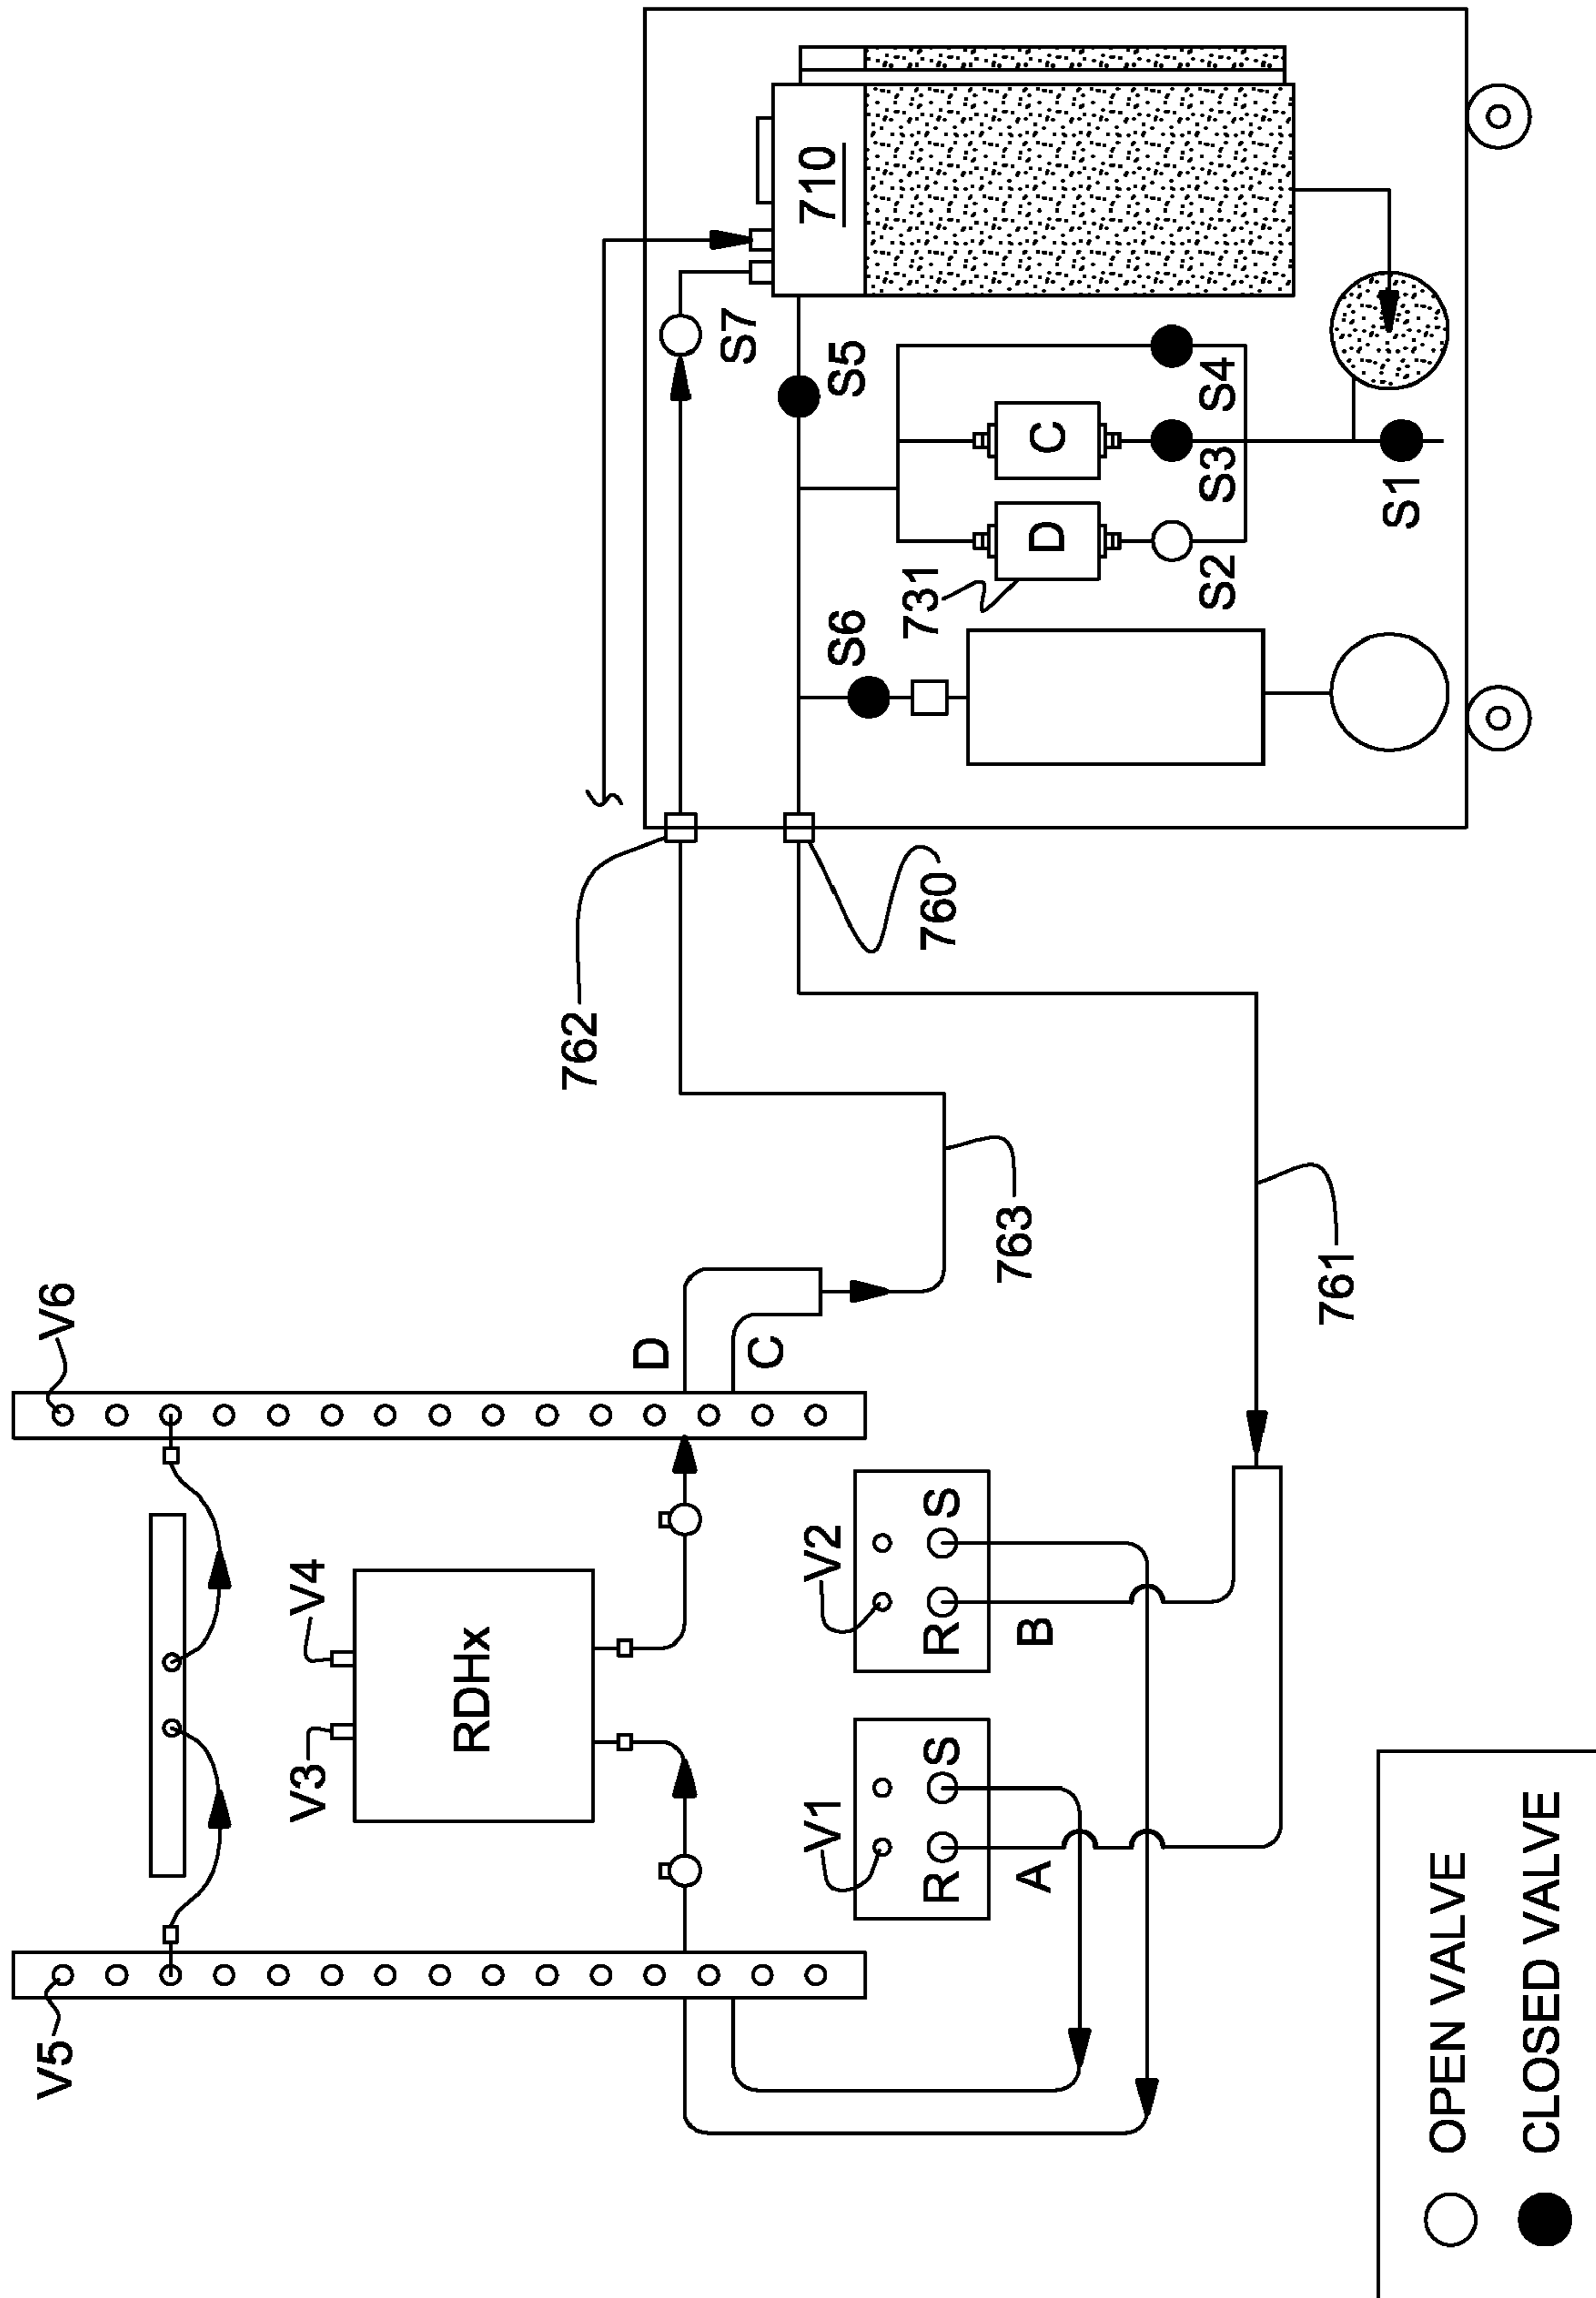 V5
V6
V3
V4
RDHx
D
C
V1
V2
R
S
R
S
A
B
763
761
762
760
S7
710
S5
S6
731
D
C
S2
S3
S4
S1
OPEN VALVE
CLOSED VALVE